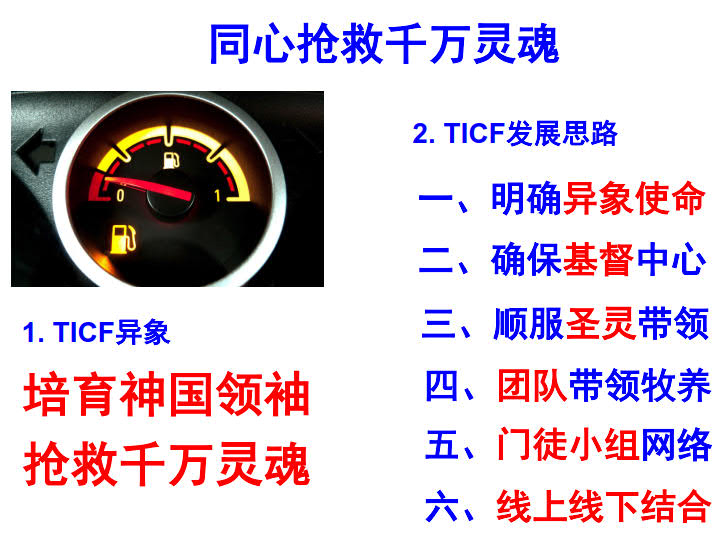 同心抢救千万灵魂
0
1
1. TICF异象
培育神国领袖
抢救千万灵魂
2. TICF发展思路
一、明确异象使命
二、确保基督中心
三、顺服圣灵带领
四、团队带领牧养
五、门徒小组网络
六、线上线下结合